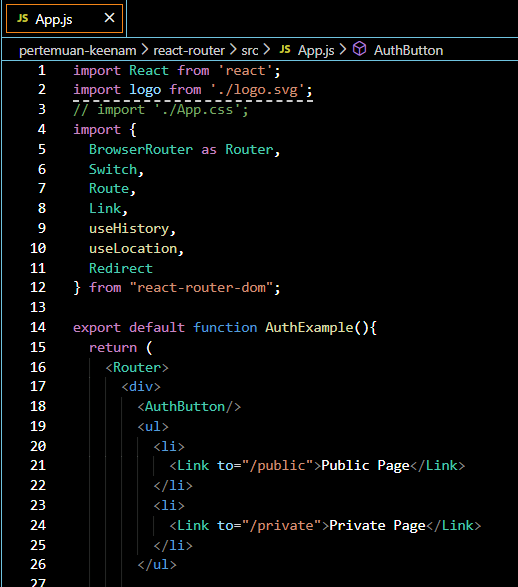 JS App.js ×
pertemuan-keenam > react-router > src > JS App.js > AuthButton
1 import React from 'react';
2 import logo from './logo.svg';
3 // import './App.css';
4 import {
5 BrowserRouter as Router,
6 Switch,
7 Route,
8 Link,
9 useHistory,
10 useLocation,
11 Redirect
12 } from "react-router-dom";
13
14 export default function AuthExample(){
15 return (
16 <Router>
17 <div>
18 <AuthButton/>
19 <ul>
20 <li>
21 <Link to="/public">Public Page</Link>
22 </li>
23 <li>
24 <Link to="/private">Private Page</Link>
25 </li>
26 </ul>
27